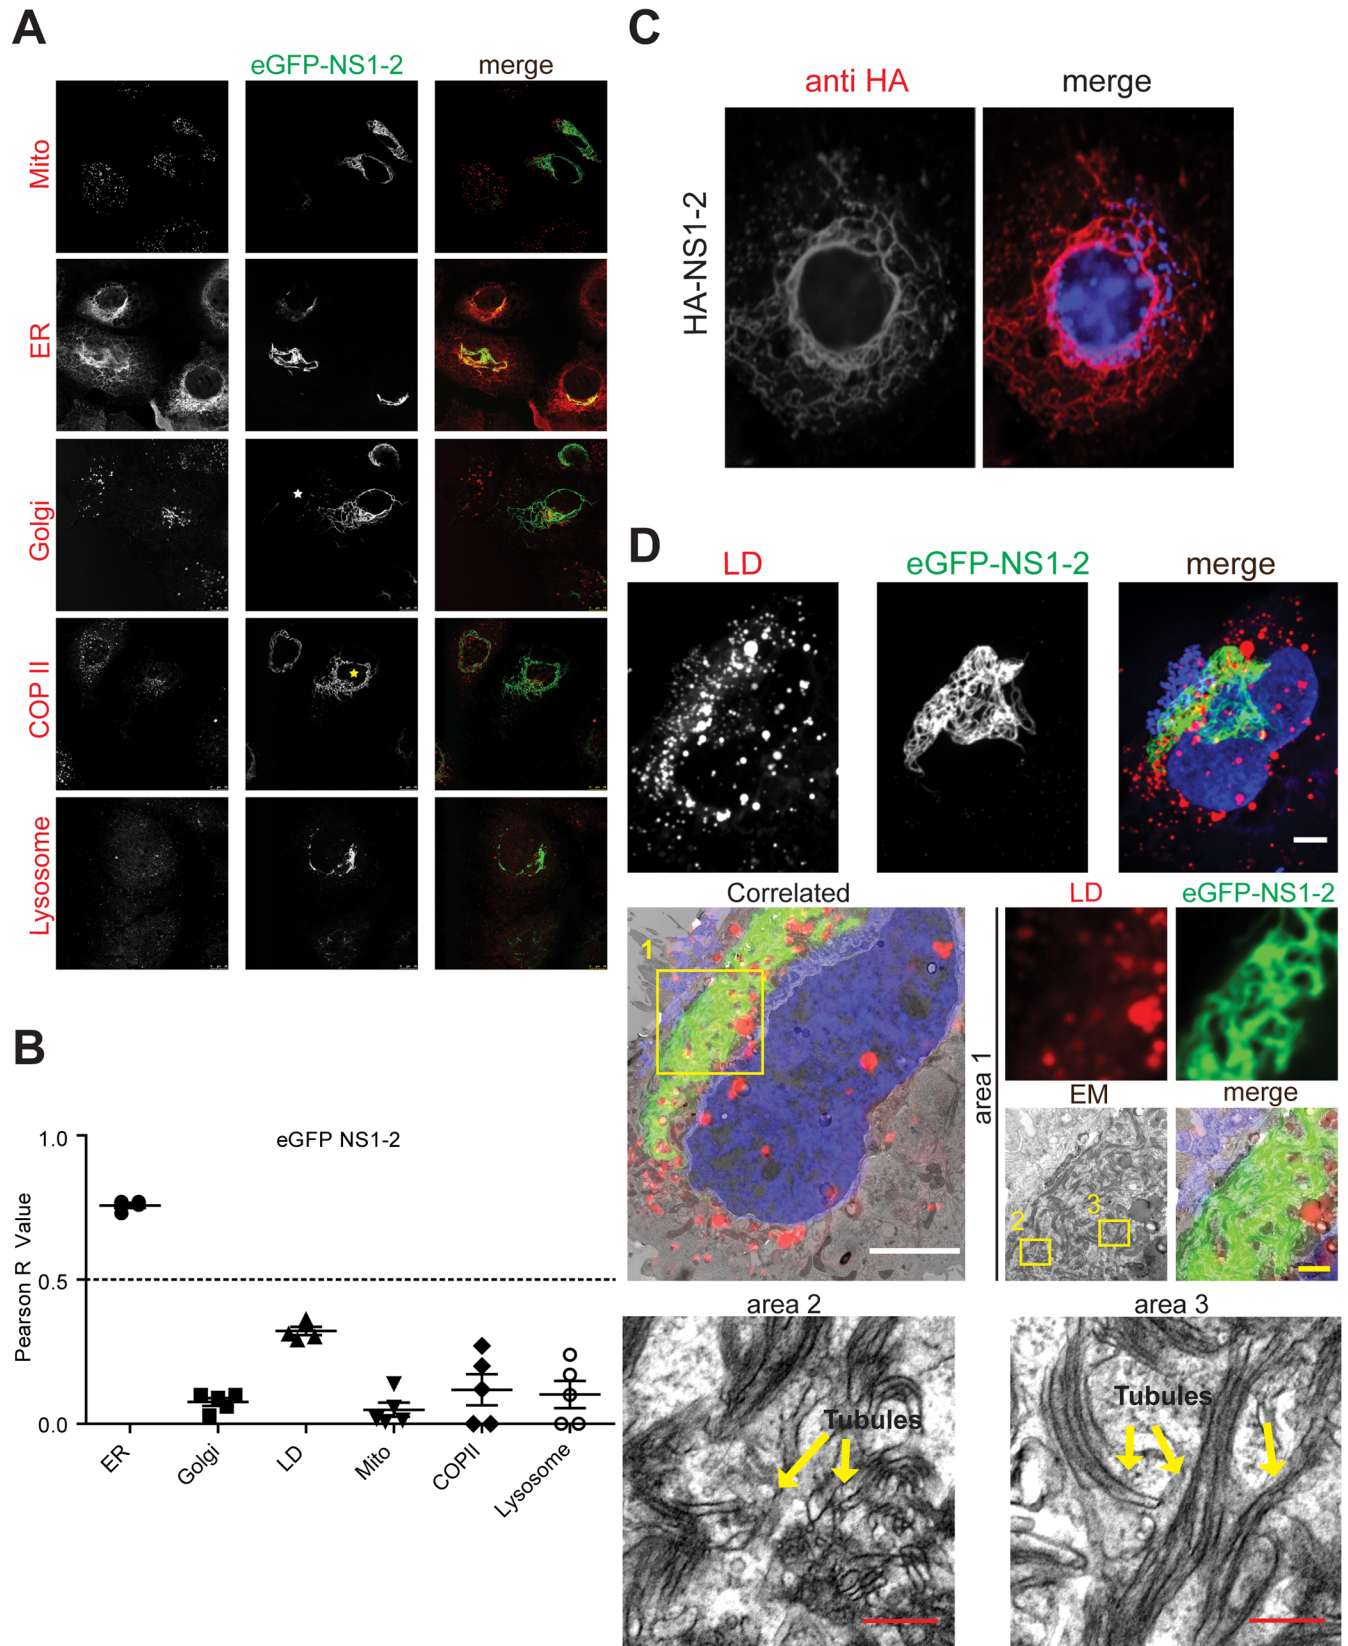 A
eGFP-NS1-2
merge
Mito
ER
Golgi
COP II
Lysosome
B
eGFP NS1-2
Pearson R Value
1.0
0.5
0.0
ER
Golgi
LD
Mito
COPII
Lysosome
C
anti HA
merge
HA-NS1-2
D
LD
eGFP-NS1-2
merge
Correlated
1
area 1
LD
eGFP-NS1-2
EM
merge
2
3
area 2
Tubules
area 3
Tubules